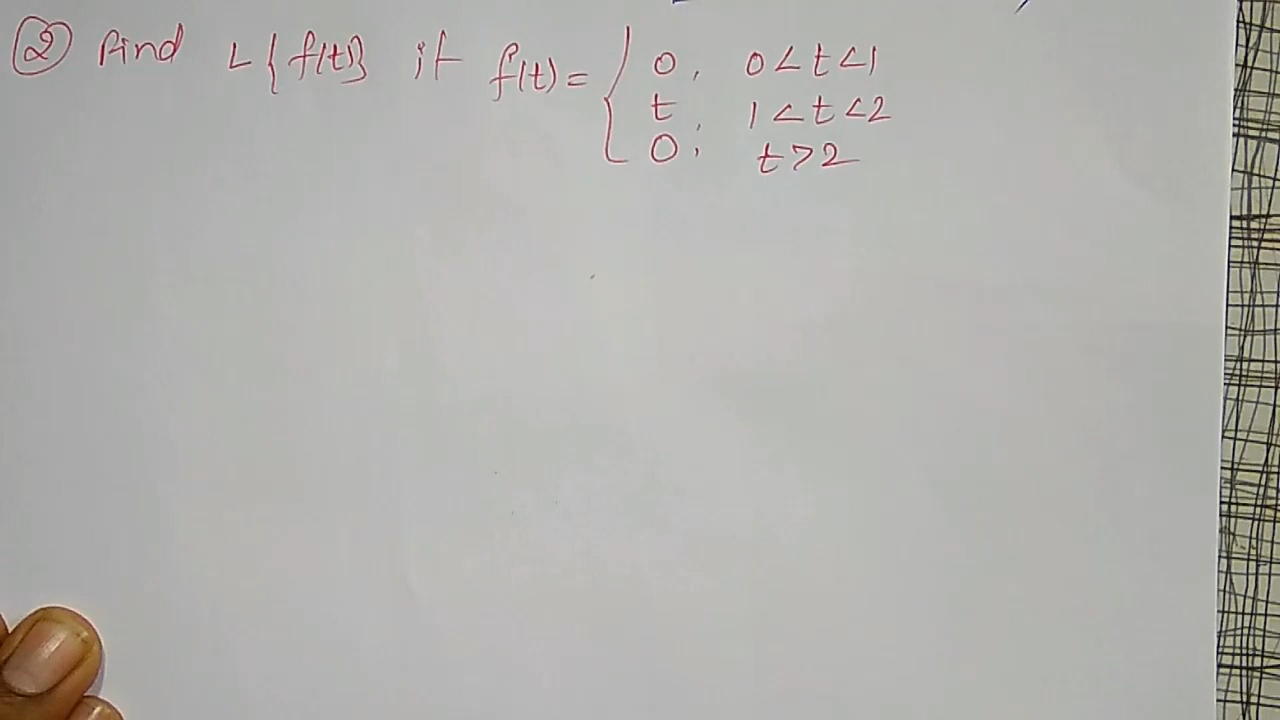 ② Find L{f(t)} if f(t) = { 0, 0<t<1
t, 1<t<2
0, t>2